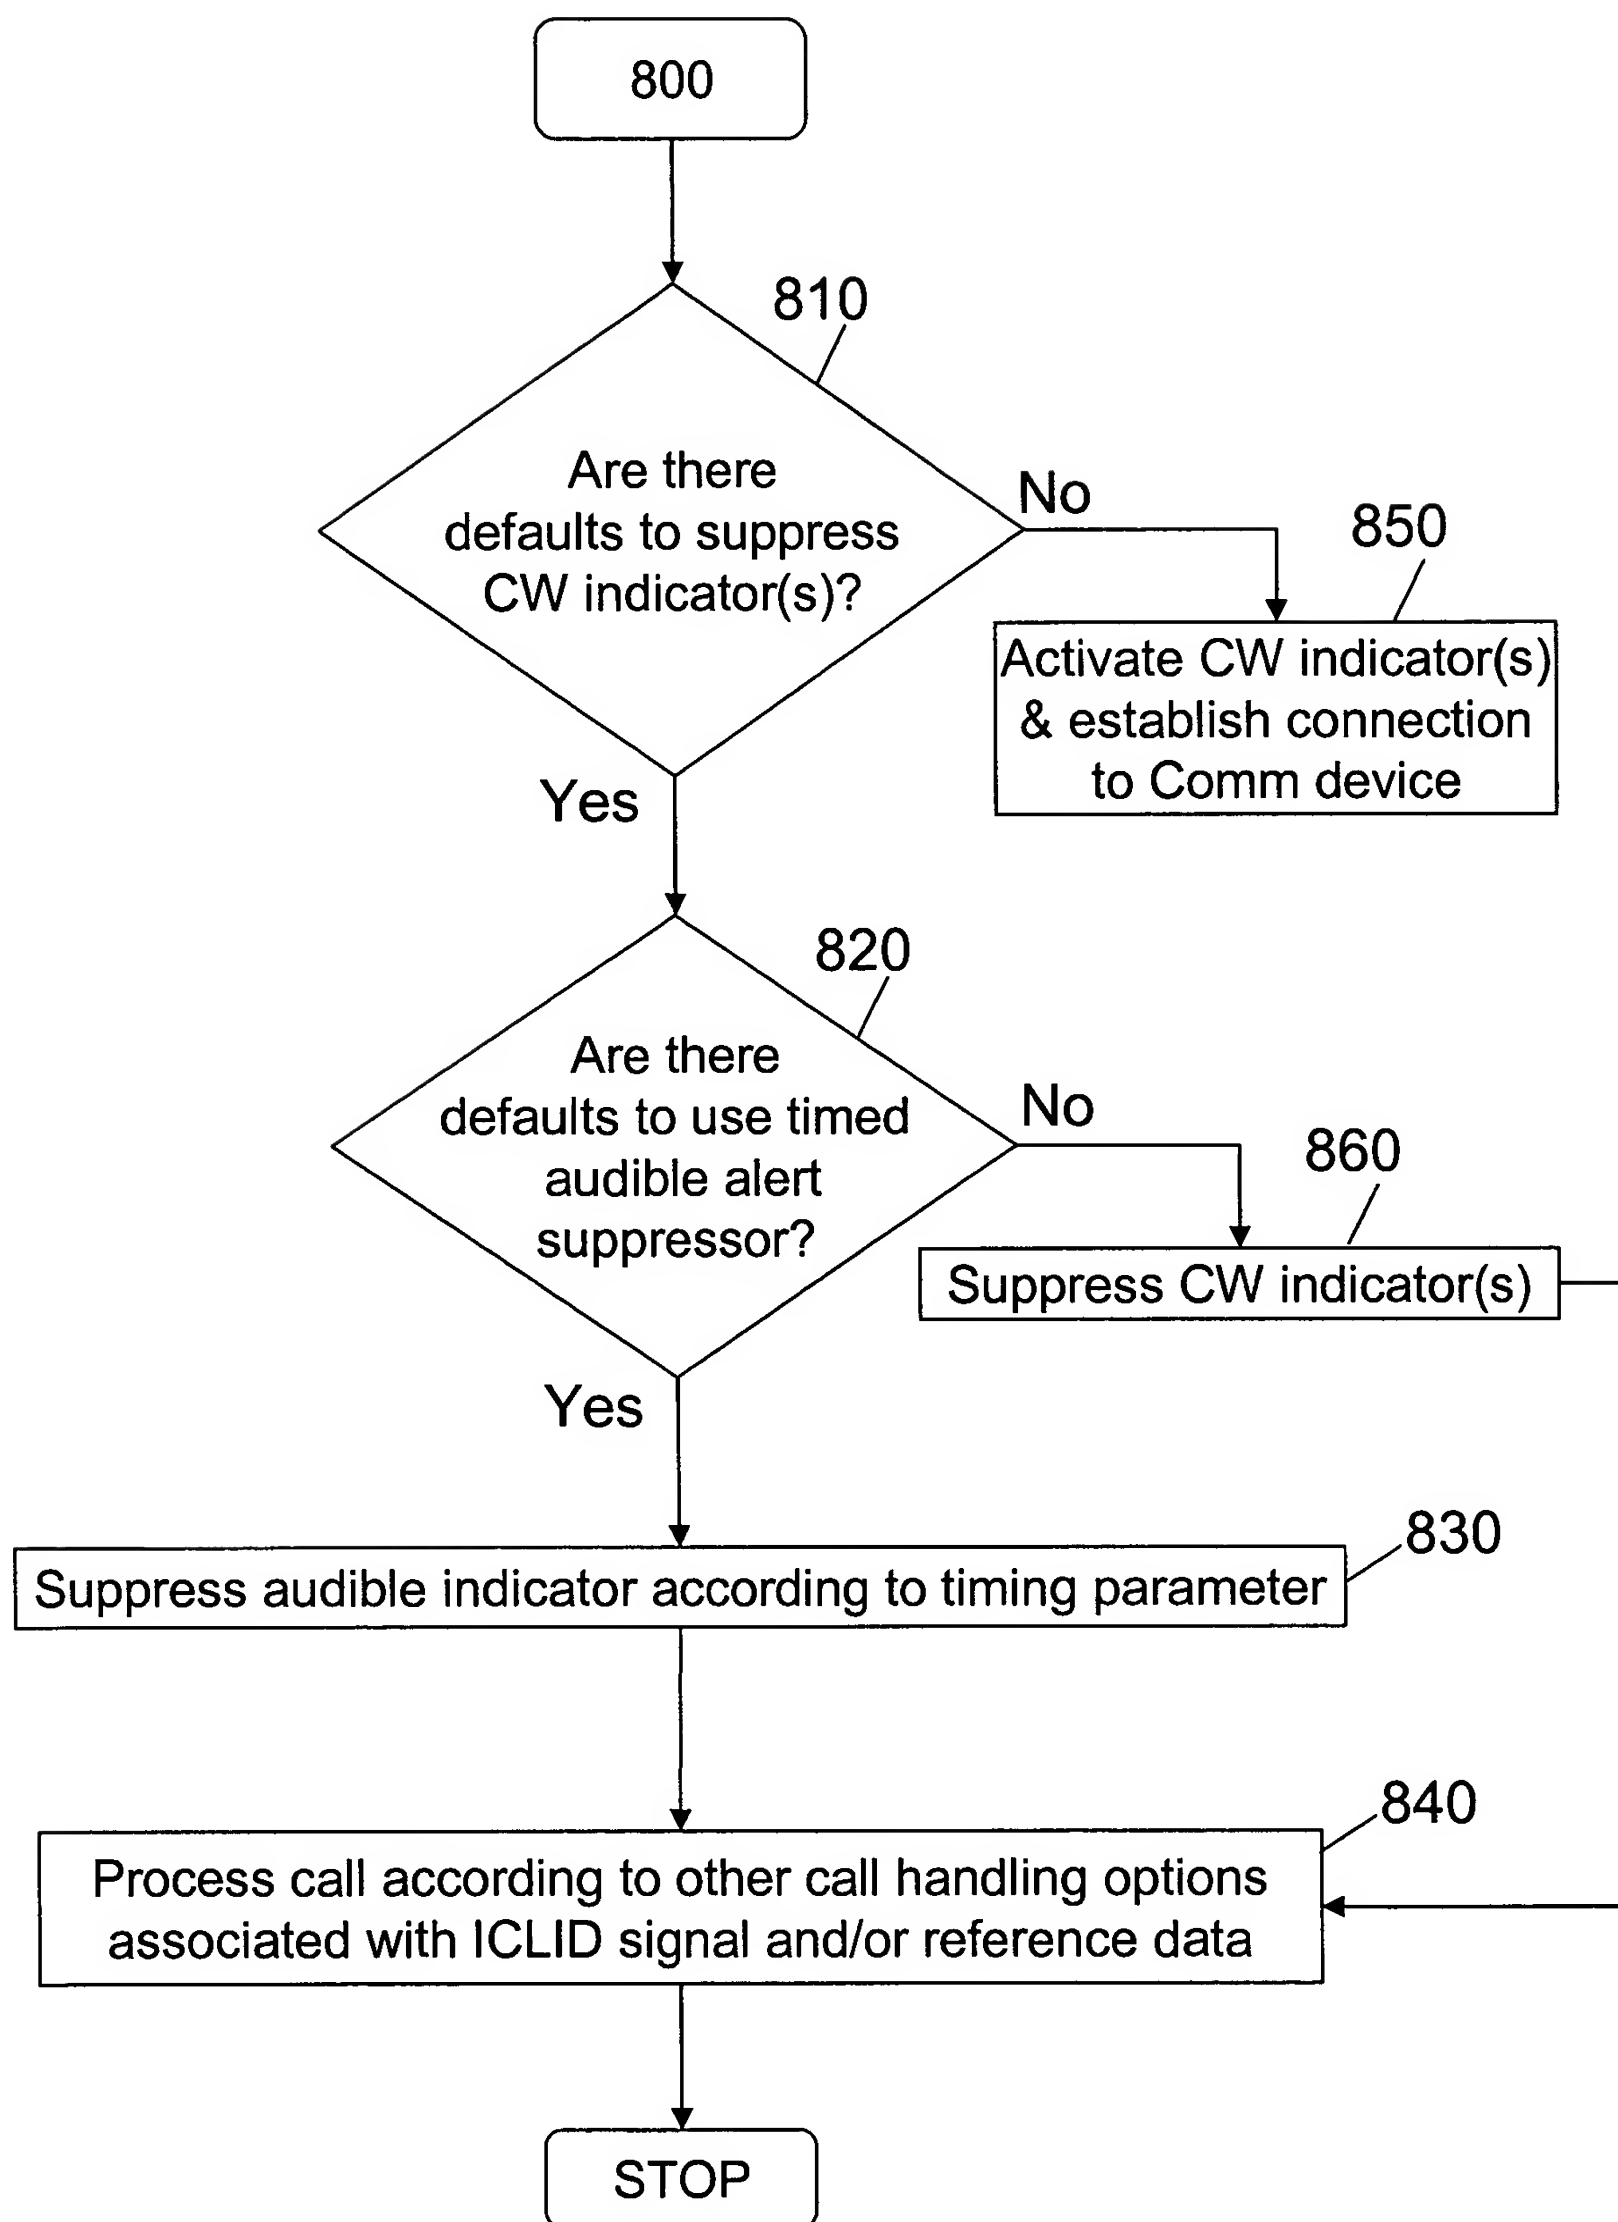 800
810
Are there
defaults to suppress
CW indicator(s)?
No
850
Activate CW indicator(s)
& establish connection
to Comm device
Yes
820
Are there
defaults to use timed
audible alert
suppressor?
No
860
Suppress CW indicator(s)
Yes
830
Suppress audible indicator according to timing parameter
840
Process call according to other call handling options
associated with ICLID signal and/or reference data
STOP